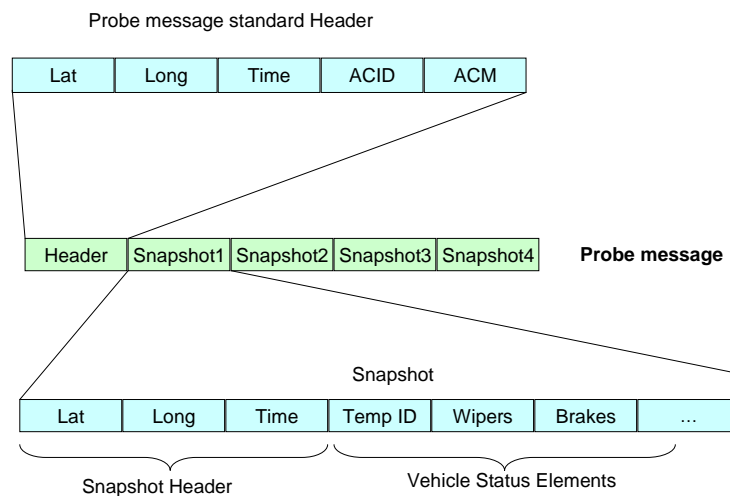 Probe message standard Header
Lat Long Time ACID ACM
Header Snapshot1 Snapshot2 Snapshot3 Snapshot4 Probe message
Snapshot
Lat Long Time Temp ID Wipers Brakes ...
Snapshot Header Vehicle Status Elements